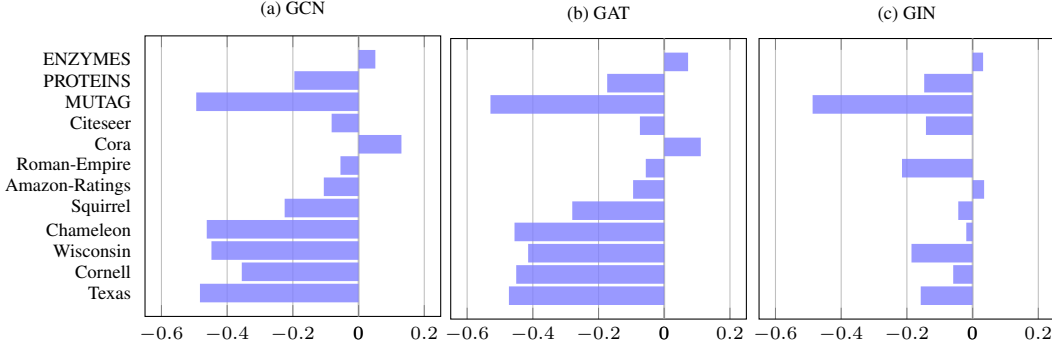 (a) GCN
(b) GAT
(c) GIN
ENZYMES
PROTEINS
MUTAG
Citeseer
Cora
Roman-Empire
Amazon-Ratings
Squirrel
Chameleon
Wisconsin
Cornell
Texas
−0.6 −0.4 −0.2 0 0.2
−0.6 −0.4 −0.2 0 0.2
−0.6 −0.4 −0.2 0 0.2